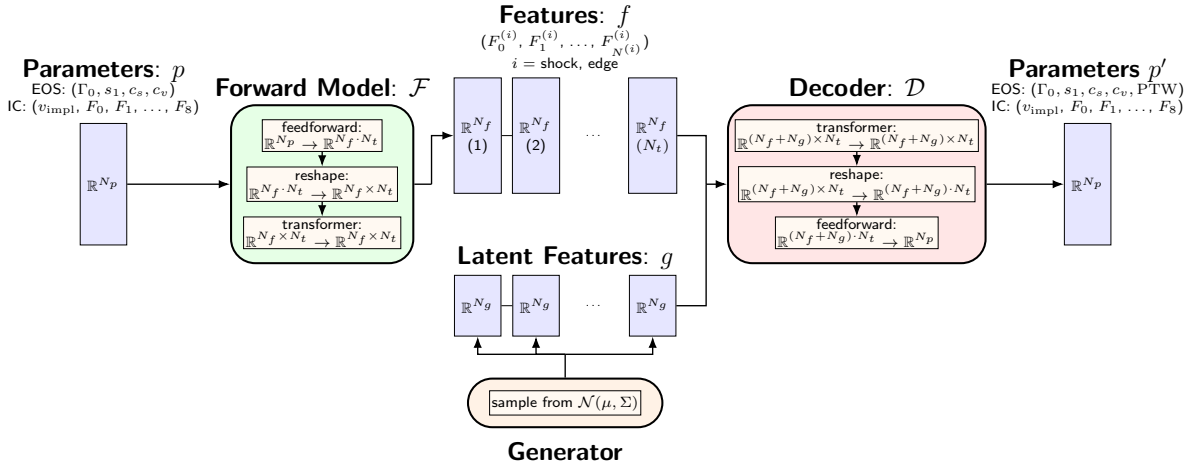 Features: f
(F_0^{(i)}, F_1^{(i)}, …, F_{N^{(i)}}^{(i)})
i = shock, edge
Parameters: p
EOS: (Γ_0, s_1, c_s, c_v)
IC: (v_impl, F_0, F_1, …, F_8)
ℝ^{N_p}
Forward Model: ℱ
feedforward:
ℝ^{N_p} → ℝ^{N_f·N_t}
reshape:
ℝ^{N_f·N_t} → ℝ^{N_f×N_t}
transformer:
ℝ^{N_f×N_t} → ℝ^{N_f×N_t}
ℝ^{N_f}
(1)
ℝ^{N_f}
(2)
...
ℝ^{N_f}
(N_t)
Latent Features: g
ℝ^{N_g}
ℝ^{N_g}
...
ℝ^{N_g}
sample from 𝒩(μ, Σ)
Generator
Decoder: 𝒟
transformer:
ℝ^{(N_f+N_g)×N_t} → ℝ^{(N_f+N_g)×N_t}
reshape:
ℝ^{(N_f+N_g)×N_t} → ℝ^{(N_f+N_g)·N_t}
feedforward:
ℝ^{(N_f+N_g)·N_t} → ℝ^{N_p}
Parameters p′
EOS: (Γ_0, s_1, c_s, c_v, PTW)
IC: (v_impl, F_0, F_1, …, F_8)
ℝ^{N_p}